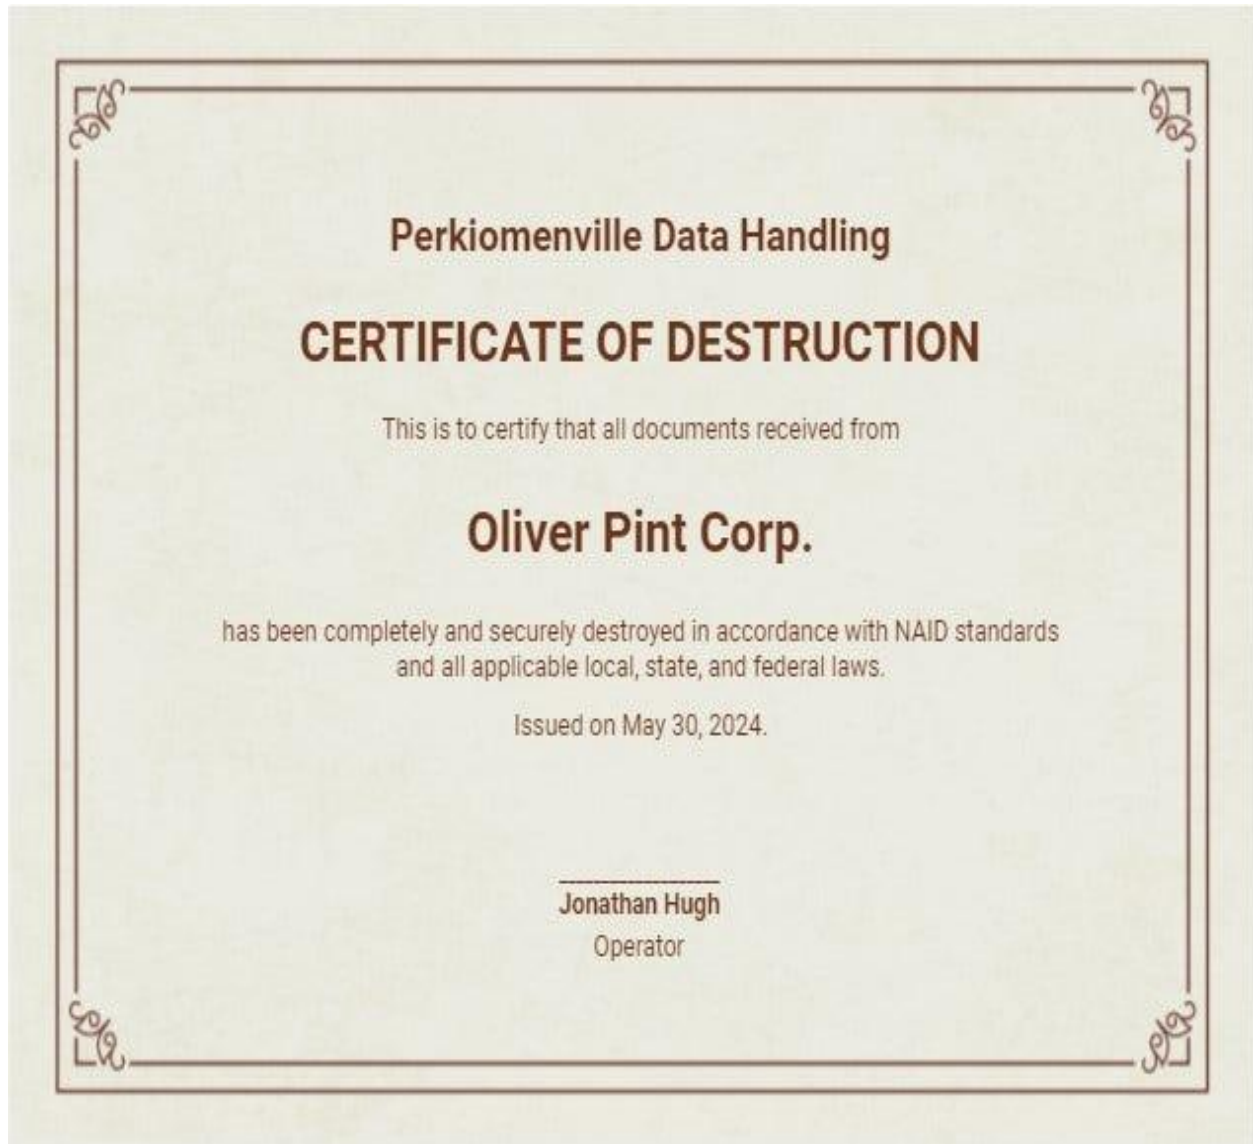 Perkiomenville Data Handling
CERTIFICATE OF DESTRUCTION
This is to certify that all documents received from
Oliver Pint Corp.
has been completely and securely destroyed in accordance with NAID standards
and all applicable local, state, and federal laws.
Issued on May 30, 2024.
Jonathan Hugh
Operator